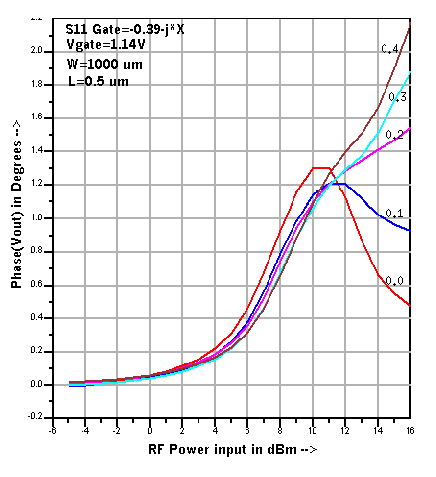 2.2
2.0
1.8
1.6
1.4
1.2
1.0
0.8
0.6
0.4
0.2
0.0
-0.2
S11 Gate=-0.39-j*X
Vgate=1.14V
W=1000 um
L=0.5 um
0.4
0.3
0.2
0.1
0.0
Phase(Vout) in Degrees -->
-6 -4 -2 0 2 4 6 8 10 12 14 16
RF Power input in dBm -->